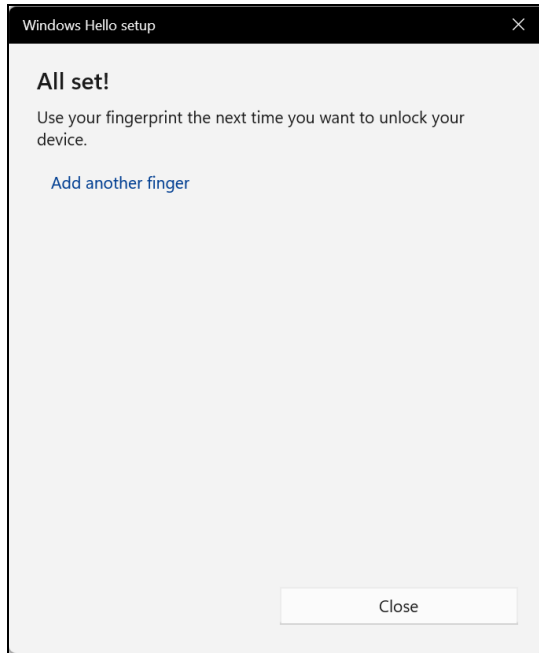 Windows Hello setup
All set!
Use your fingerprint the next time you want to unlock your
device.
Add another finger
Close